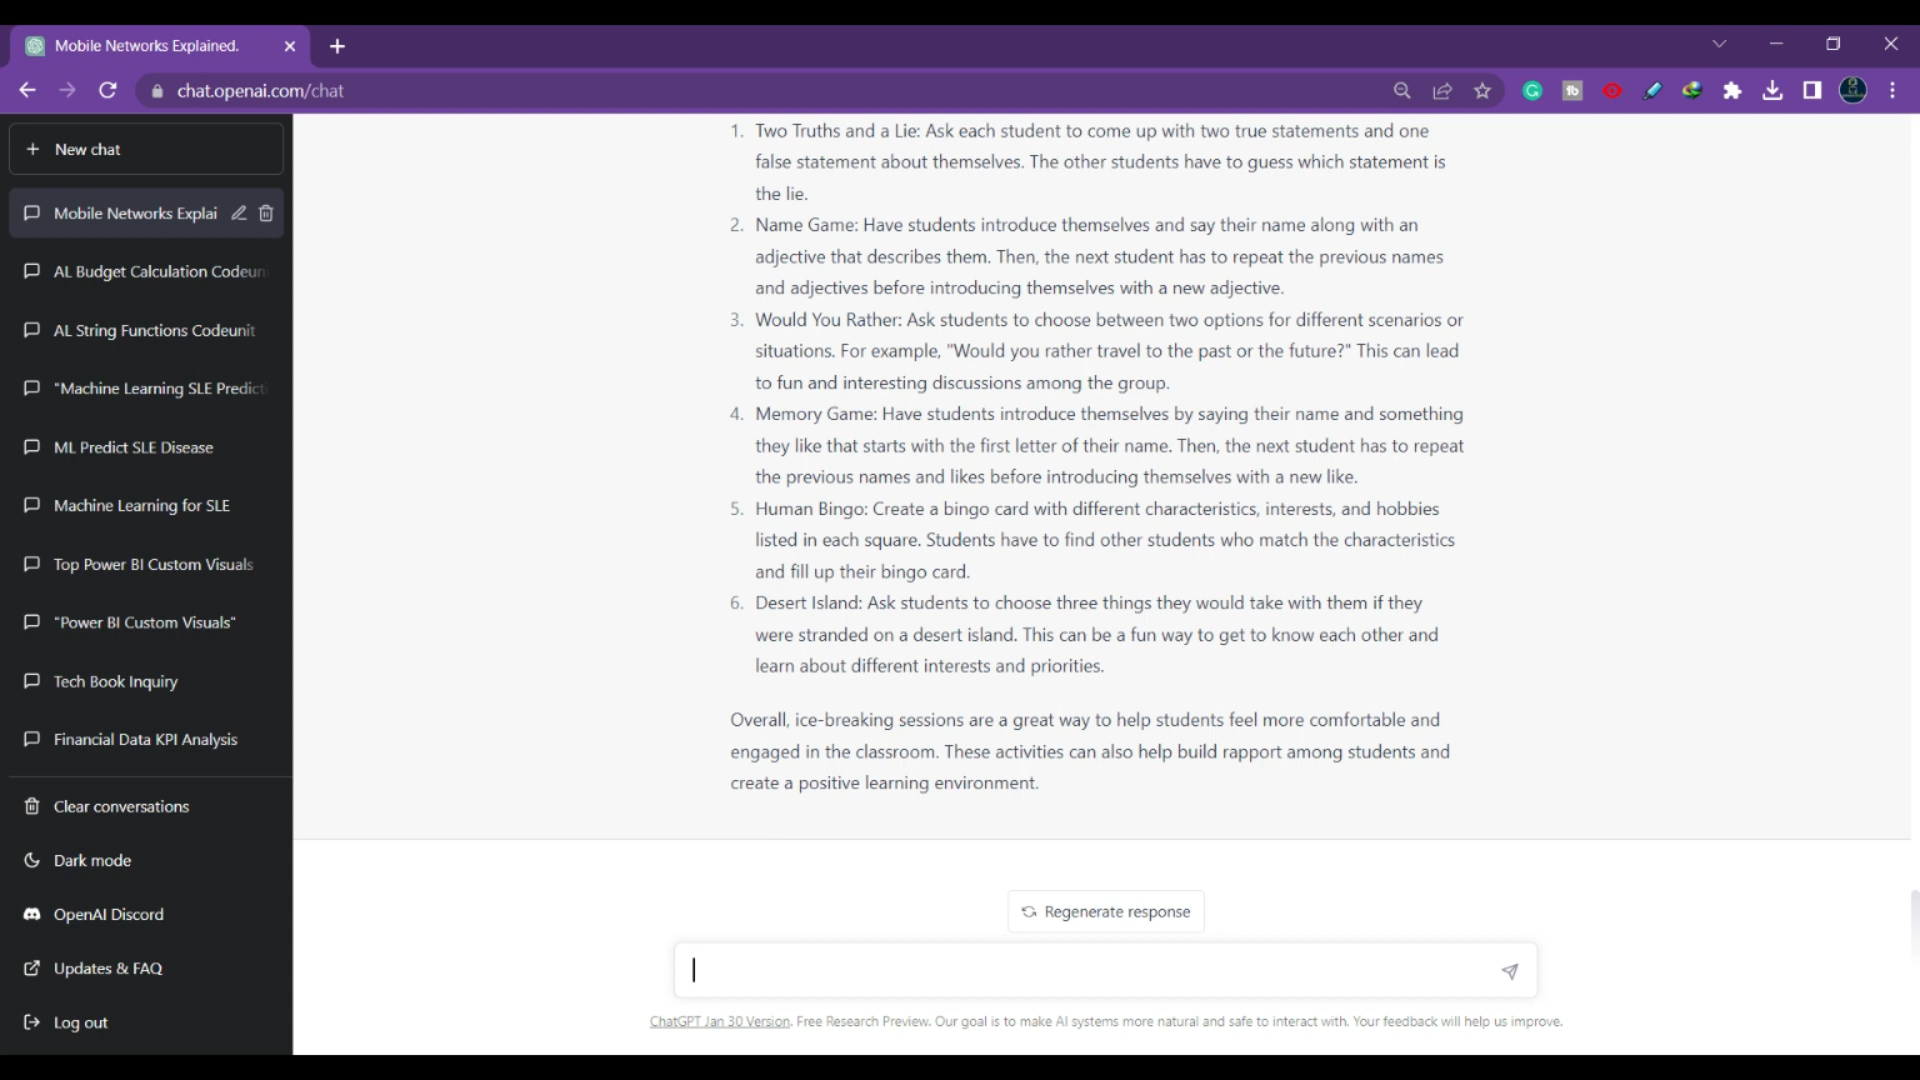 Mobile Networks Explained.
chat.openai.com/chat
New chat
Mobile Networks Explai
AL Budget Calculation Codeuni
AL String Functions Codeunit
"Machine Learning SLE Predicti
ML Predict SLE Disease
Machine Learning for SLE
Top Power BI Custom Visuals
"Power BI Custom Visuals"
Tech Book Inquiry
Financial Data KPI Analysis
Clear conversations
Dark mode
OpenAI Discord
Updates & FAQ
Log out
1. Two Truths and a Lie: Ask each student to come up with two true statements and one
false statement about themselves. The other students have to guess which statement is
the lie.
2. Name Game: Have students introduce themselves and say their name along with an
adjective that describes them. Then, the next student has to repeat the previous names
and adjectives before introducing themselves with a new adjective.
3. Would You Rather: Ask students to choose between two options for different scenarios or
situations. For example, "Would you rather travel to the past or the future?" This can lead
to fun and interesting discussions among the group.
4. Memory Game: Have students introduce themselves by saying their name and something
they like that starts with the first letter of their name. Then, the next student has to repeat
the previous names and likes before introducing themselves with a new like.
5. Human Bingo: Create a bingo card with different characteristics, interests, and hobbies
listed in each square. Students have to find other students who match the characteristics
and fill up their bingo card.
6. Desert Island: Ask students to choose three things they would take with them if they
were stranded on a desert island. This can be a fun way to get to know each other and
learn about different interests and priorities.
Overall, ice-breaking sessions are a great way to help students feel more comfortable and
engaged in the classroom. These activities can also help build rapport among students and
create a positive learning environment.
Regenerate response
ChatGPT Jan 30 Version. Free Research Preview. Our goal is to make AI systems more natural and safe to interact with. Your feedback will help us improve.